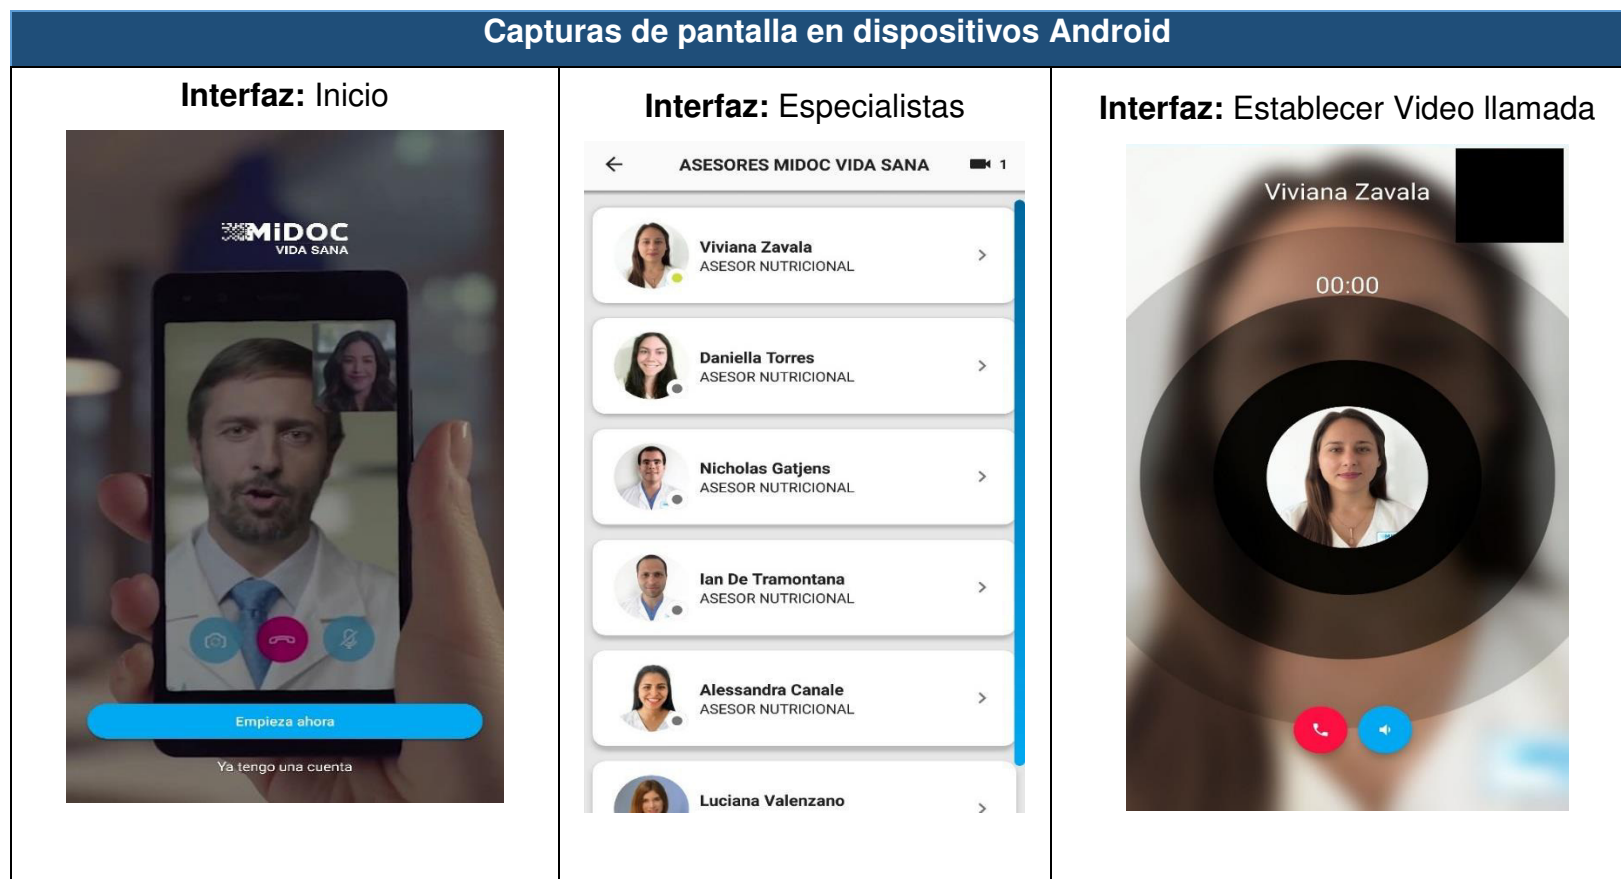 Capturas de pantalla en dispositivos Android
Interfaz: Inicio
MiDOC
VIDA SANA
Empieza ahora
Ya tengo una cuenta
Interfaz: Especialistas
ASESORES MIDOC VIDA SANA 1
Viviana Zavala
ASESOR NUTRICIONAL
Daniella Torres
ASESOR NUTRICIONAL
Nicholas Gatjens
ASESOR NUTRICIONAL
Ian De Tramontana
ASESOR NUTRICIONAL
Alessandra Canale
ASESOR NUTRICIONAL
Luciana Valenzano
Interfaz: Establecer Video llamada
Viviana Zavala
00:00